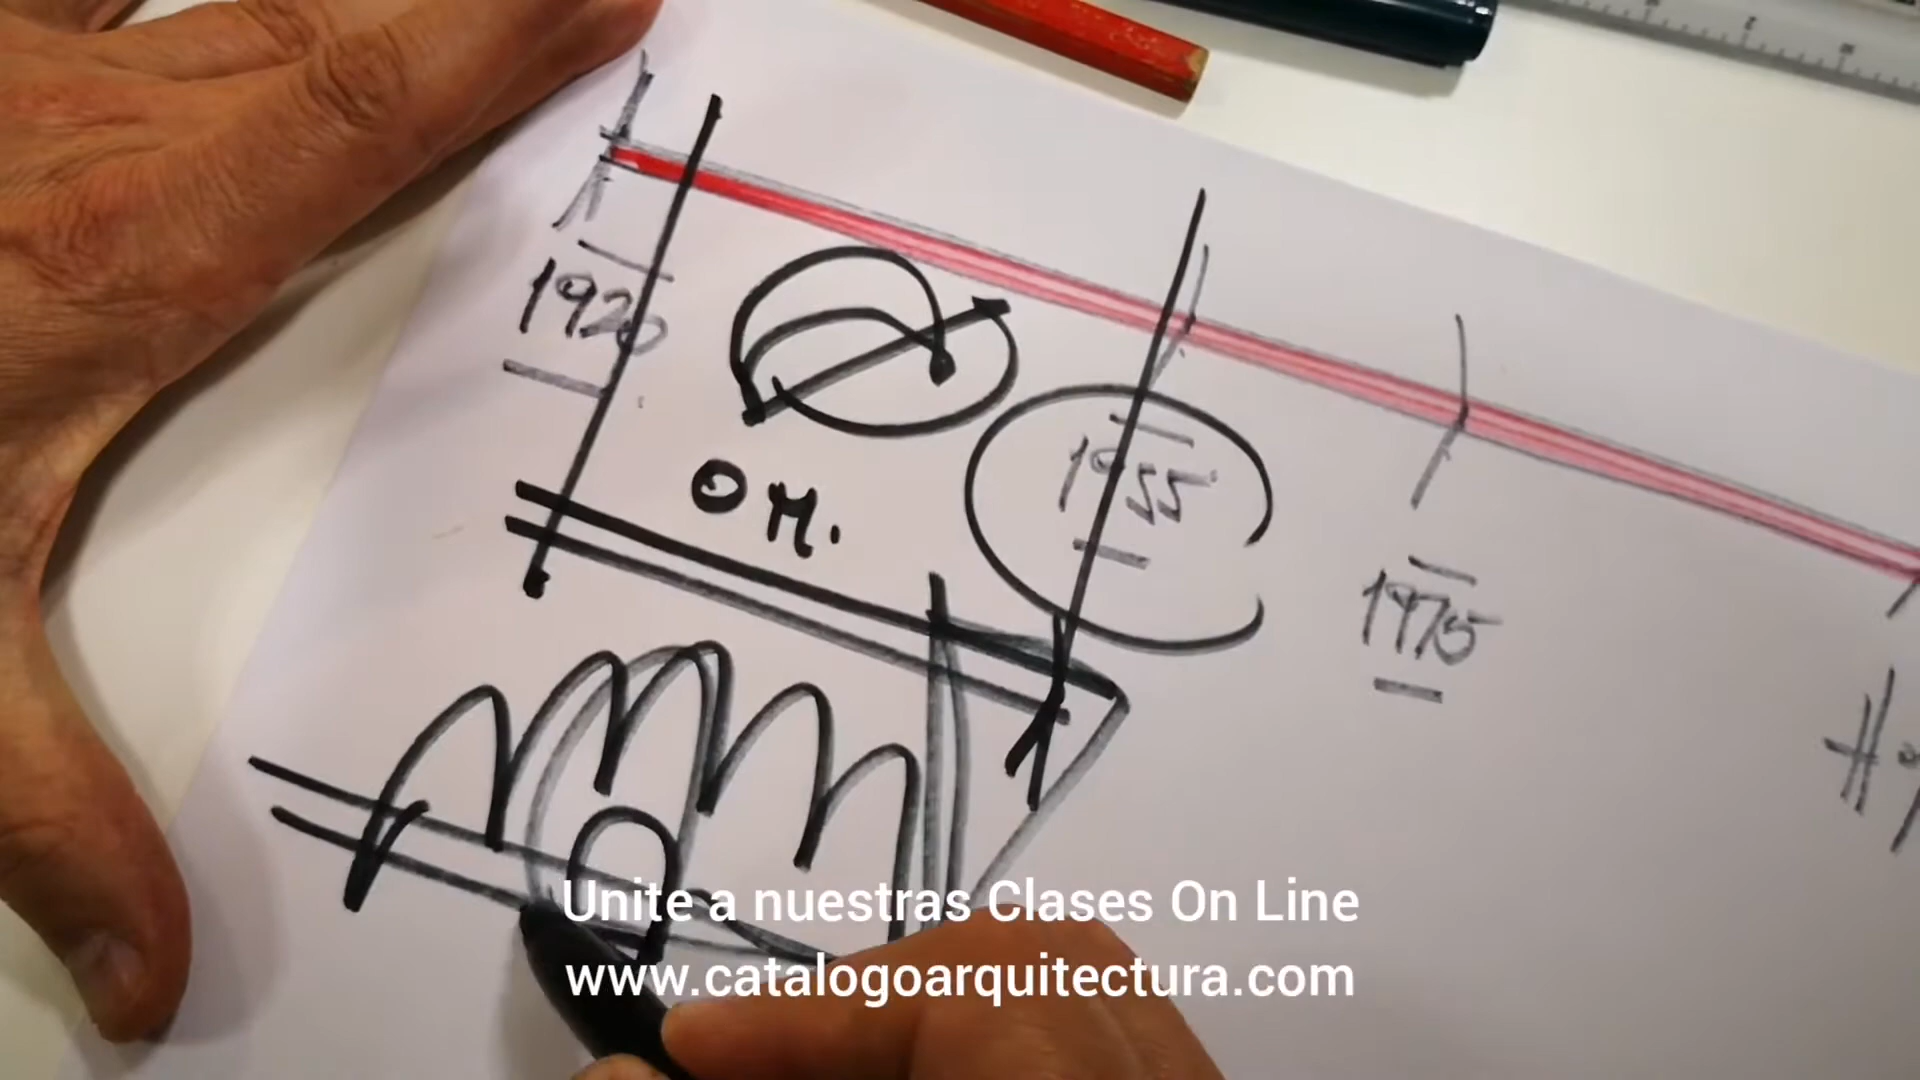 1920
O M.
1955
1975
Unite a nuestras Clases On Line
www.catalogoarquitectura.com